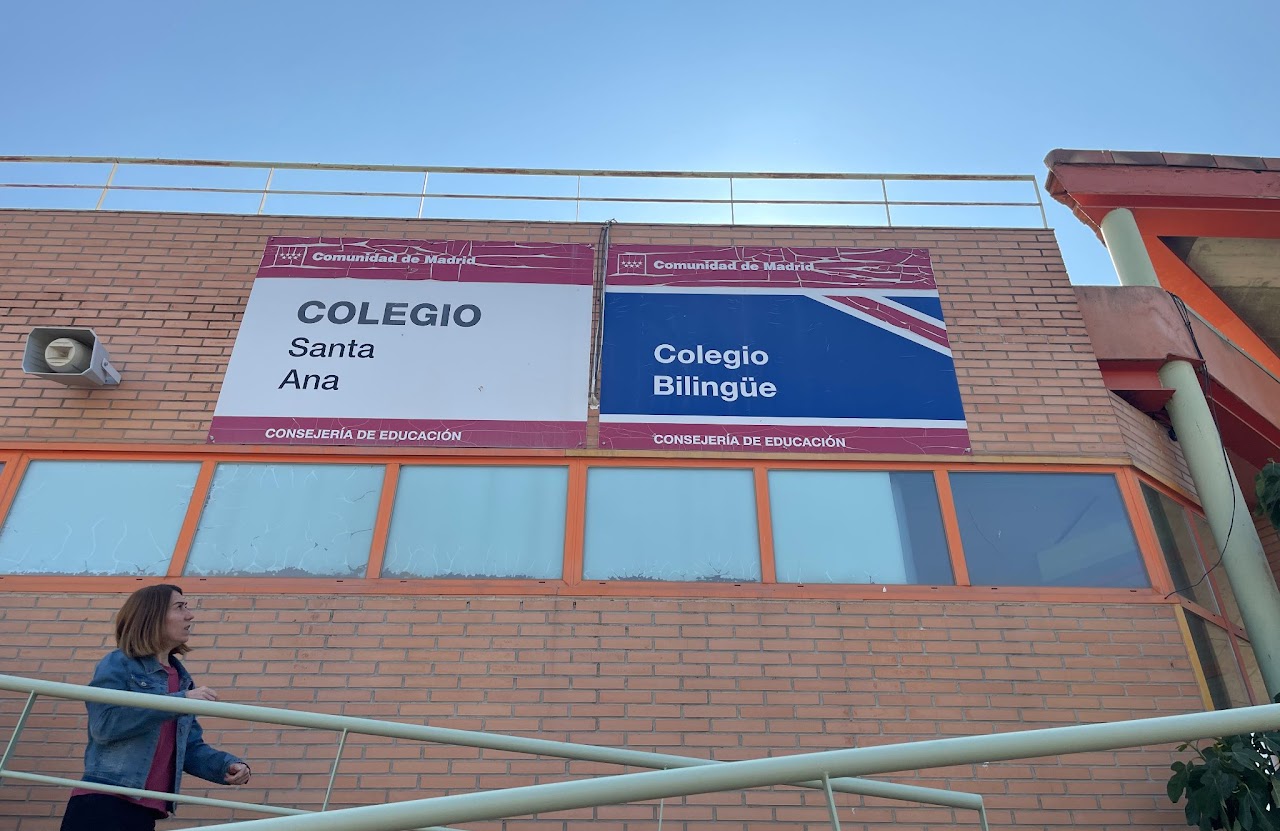 Comunidad de Madrid
COLEGIO
Santa
Ana
CONSEJERÍA DE EDUCACIÓN
Comunidad de Madrid
Colegio
Bilingüe
CONSEJERÍA DE EDUCACIÓN